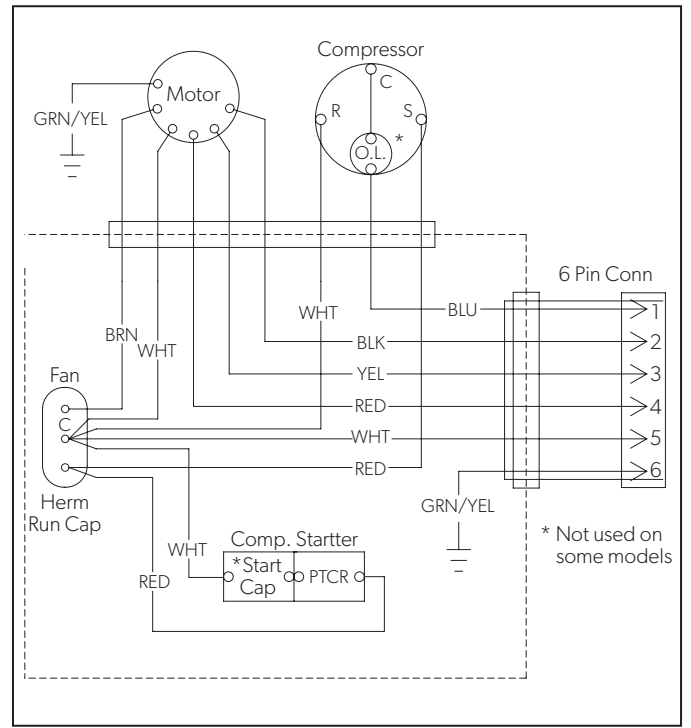 Compressor
Motor
C
R
S
GRN/YEL
O.L.
*
6 Pin Conn
WHT
BLU
1
BRN
WHT
BLK
2
Fan
YEL
3
C
RED
4
WHT
5
RED
6
Herm
Run Cap
GRN/YEL
WHT
Comp. Startter
* Not used on
some models
RED
*Start
Cap
PTCR